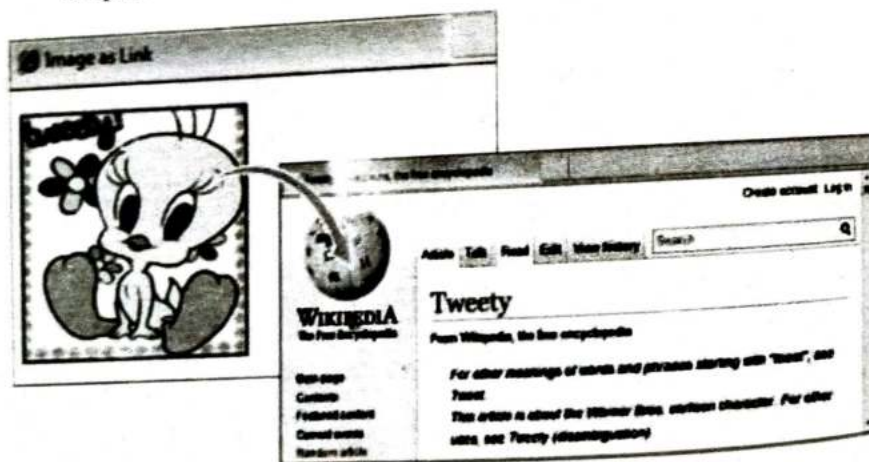 Image as Link
tweety!
the free encyclopedia
Create account Log in
Article Talk Read Edit View history Search
WIKIPEDIA
The Free Encyclopedia
Tweety
From Wikipedia, the free encyclopedia
For other meanings of words and phrases starting with "tweet", see
Tweet
This article is about the Warner Bros. cartoon character. For other
uses, see Tweety (disambiguation)
Main page
Contents
Featured content
Current events
Random article